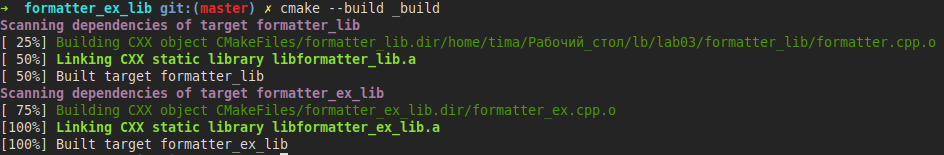 ➜  formatter_ex_lib git:(master) ✗ cmake --build _build
Scanning dependencies of target formatter_lib
[ 25%] Building CXX object CMakeFiles/formatter_lib.dir/home/tima/Рабочий_стол/lb/lab03/formatter_lib/formatter.cpp.o
[ 50%] Linking CXX static library libformatter_lib.a
[ 50%] Built target formatter_lib
Scanning dependencies of target formatter_ex_lib
[ 75%] Building CXX object CMakeFiles/formatter_ex_lib.dir/formatter_ex.cpp.o
[100%] Linking CXX static library libformatter_ex_lib.a
[100%] Built target formatter_ex_lib